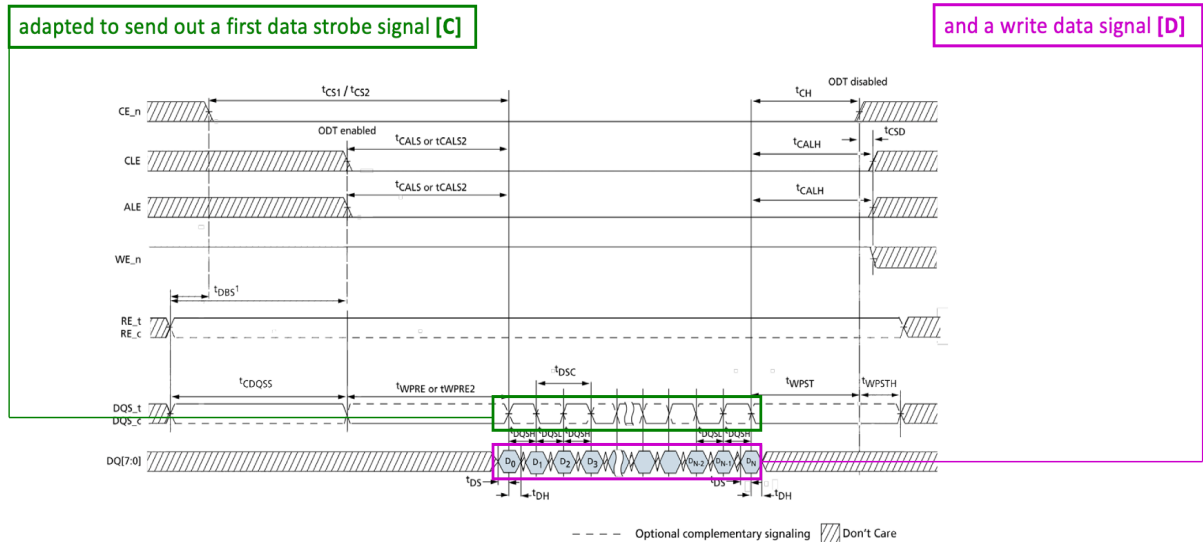 adapted to send out a first data strobe signal [C]
and a write data signal [D]
ODT disabled
tCS1 / tCS2
tCH
CE_n
tCSD
ODT enabled
tCALS or tCALS2
tCALH
CLE
tCALS or tCALS2
tCALH
ALE
WE_n
tDBS1
RE_t
RE_c
tDSC
tCDQSS
tWPRE or tWPRE2
tWPST
tWPSTH
DQS_t
DQS_c
tDQSH tDQSL tDQSH tDQSL tDQSH
DQ[7:0]
D0 D1 D2 D3 DN-2 DN-1 DN
tDS tDS
tDH tDH
Optional complementary signaling Don't Care